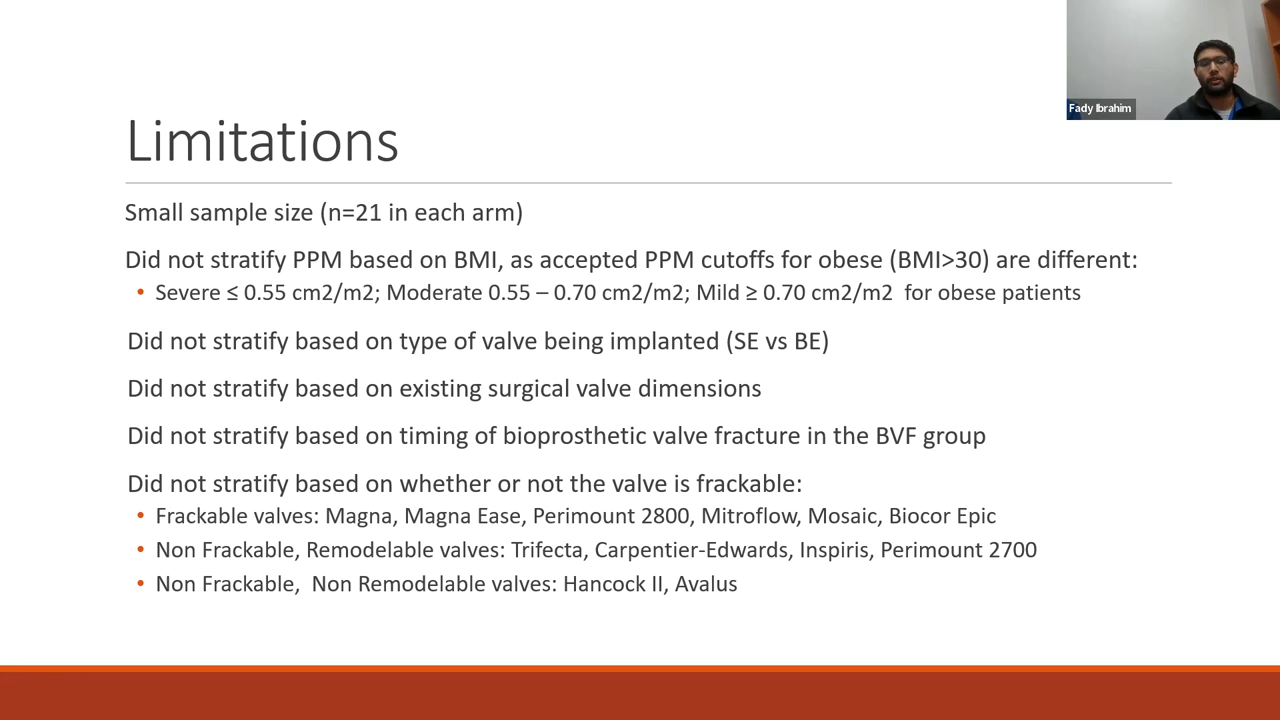 Fady Ibrahim
Limitations
Small sample size (n=21 in each arm)
Did not stratify PPM based on BMI, as accepted PPM cutoffs for obese (BMI>30) are different:
• Severe ≤ 0.55 cm2/m2; Moderate 0.55 – 0.70 cm2/m2; Mild ≥ 0.70 cm2/m2  for obese patients
Did not stratify based on type of valve being implanted (SE vs BE)
Did not stratify based on existing surgical valve dimensions
Did not stratify based on timing of bioprosthetic valve fracture in the BVF group
Did not stratify based on whether or not the valve is frackable:
• Frackable valves: Magna, Magna Ease, Perimount 2800, Mitroflow, Mosaic, Biocor Epic
• Non Frackable, Remodelable valves: Trifecta, Carpentier-Edwards, Inspiris, Perimount 2700
• Non Frackable,  Non Remodelable valves: Hancock II, Avalus